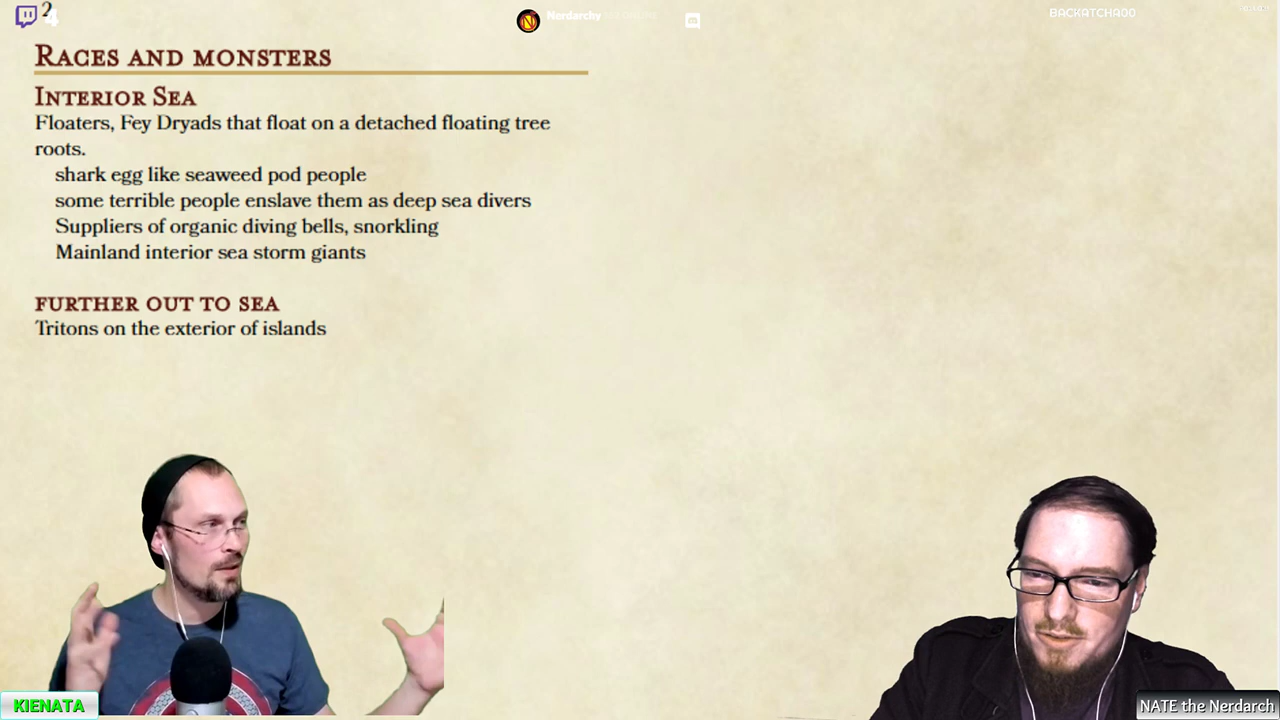 2
4
Nerdarchy
BACKATCHA00
RACES AND MONSTERS
INTERIOR SEA
Floaters, Fey Dryads that float on a detached floating tree
roots.
shark egg like seaweed pod people
some terrible people enslave them as deep sea divers
Suppliers of organic diving bells, snorkling
Mainland interior sea storm giants
FURTHER OUT TO SEA
Tritons on the exterior of islands
KIENATA
NATE the Nerdarch